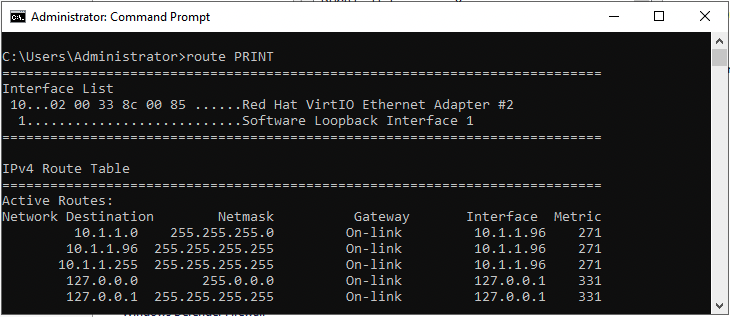 Administrator: Command Prompt
C:\Users\Administrator>route PRINT
===========================================================================
Interface List
 10...02 00 33 8c 00 85 ......Red Hat VirtIO Ethernet Adapter #2
  1...........................Software Loopback Interface 1
===========================================================================
IPv4 Route Table
===========================================================================
Active Routes:
Network Destination        Netmask          Gateway       Interface  Metric
         10.1.1.0    255.255.255.0         On-link         10.1.1.96    271
        10.1.1.96  255.255.255.255         On-link         10.1.1.96    271
       10.1.1.255  255.255.255.255         On-link         10.1.1.96    271
        127.0.0.0        255.0.0.0         On-link         127.0.0.1    331
        127.0.0.1  255.255.255.255         On-link         127.0.0.1    331